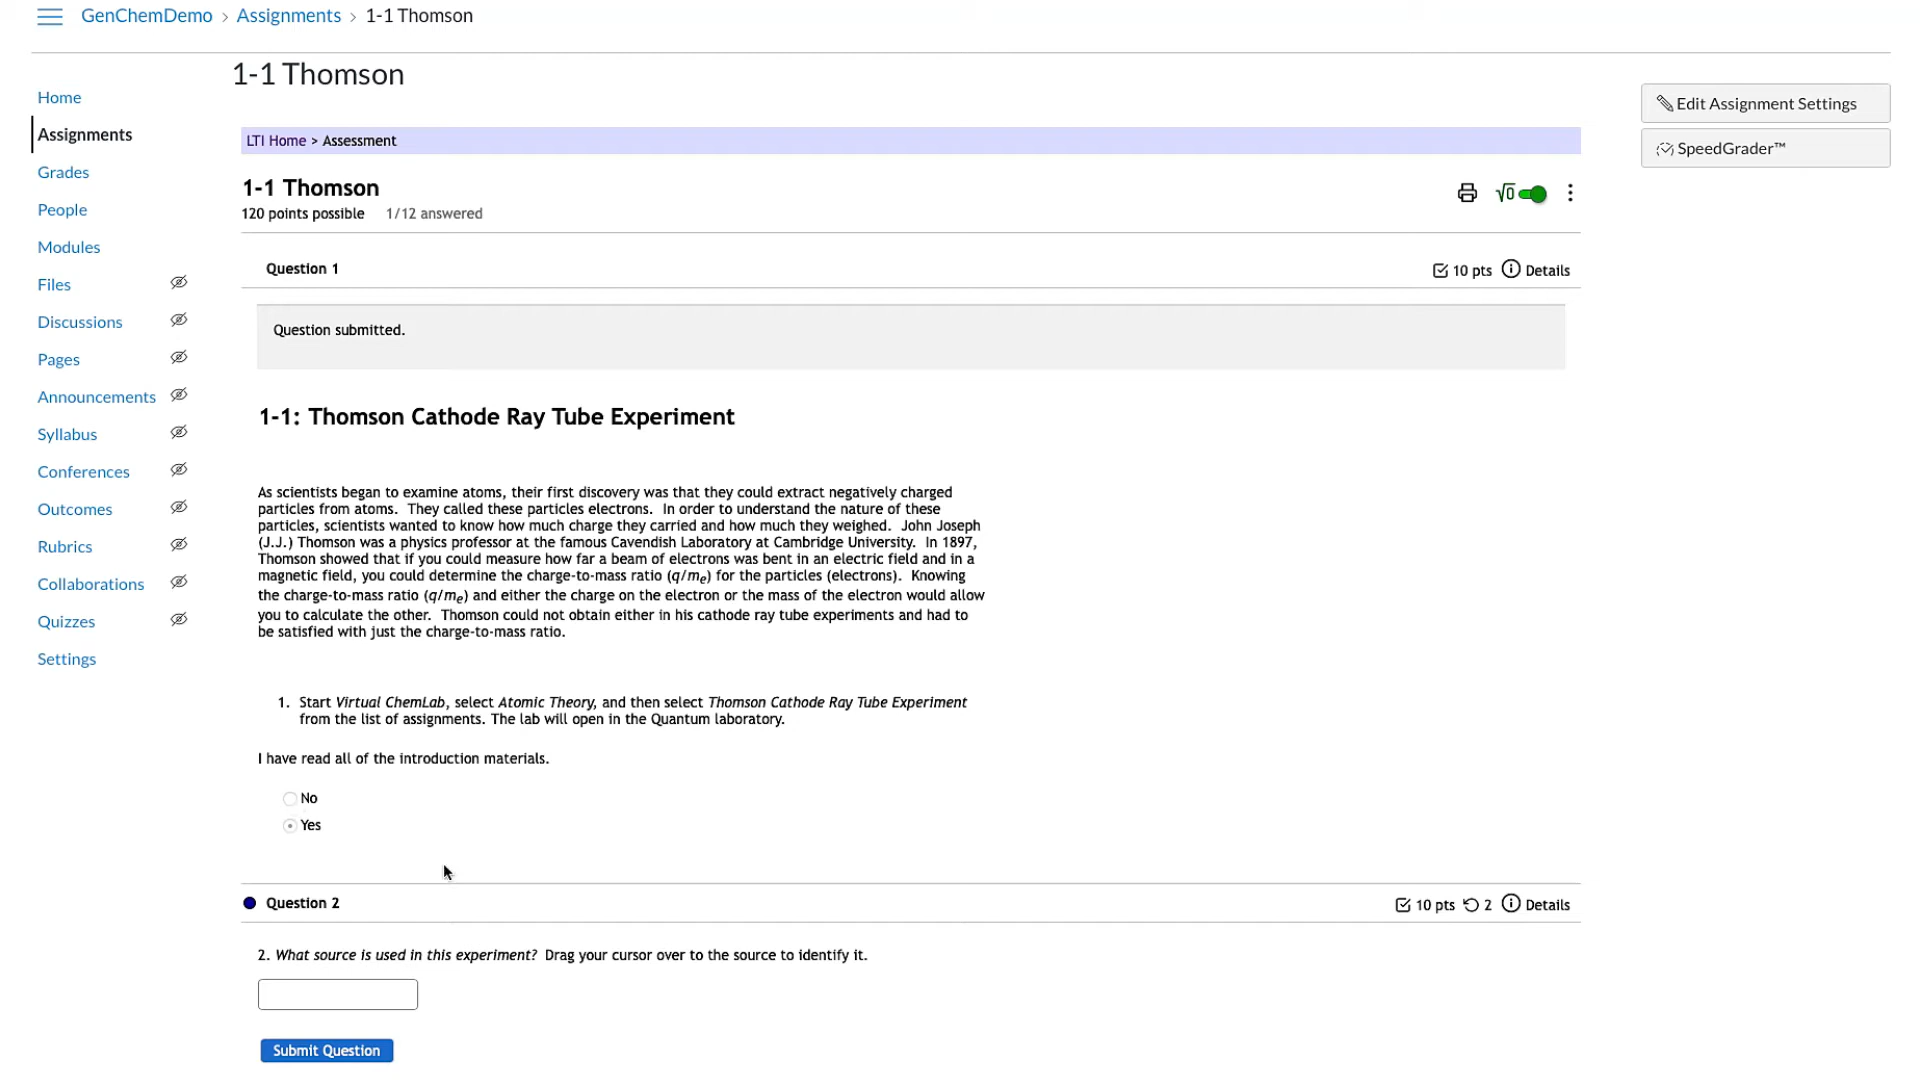 GenChemDemo › Assignments › 1-1 Thomson
1-1 Thomson
Home
Assignments
Grades
People
Modules
Files
Discussions
Pages
Announcements
Syllabus
Conferences
Outcomes
Rubrics
Collaborations
Quizzes
Settings
Edit Assignment Settings
SpeedGrader™
LTI Home > Assessment
1-1 Thomson
120 points possible 1/12 answered
√0
Question 1
10 pts Details
Question submitted.
1-1: Thomson Cathode Ray Tube Experiment
As scientists began to examine atoms, their first discovery was that they could extract negatively charged
particles from atoms. They called these particles electrons. In order to understand the nature of these
particles, scientists wanted to know how much charge they carried and how much they weighed. John Joseph
(J.J.) Thomson was a physics professor at the famous Cavendish Laboratory at Cambridge University. In 1897,
Thomson showed that if you could measure how far a beam of electrons was bent in an electric field and in a
magnetic field, you could determine the charge-to-mass ratio (q/mₑ) for the particles (electrons). Knowing
the charge-to-mass ratio (q/mₑ) and either the charge on the electron or the mass of the electron would allow
you to calculate the other. Thomson could not obtain either in his cathode ray tube experiments and had to
be satisfied with just the charge-to-mass ratio.
1. Start Virtual ChemLab, select Atomic Theory, and then select Thomson Cathode Ray Tube Experiment
from the list of assignments. The lab will open in the Quantum laboratory.
I have read all of the introduction materials.
No
Yes
Question 2
10 pts 2 Details
2. What source is used in this experiment? Drag your cursor over to the source to identify it.
Submit Question